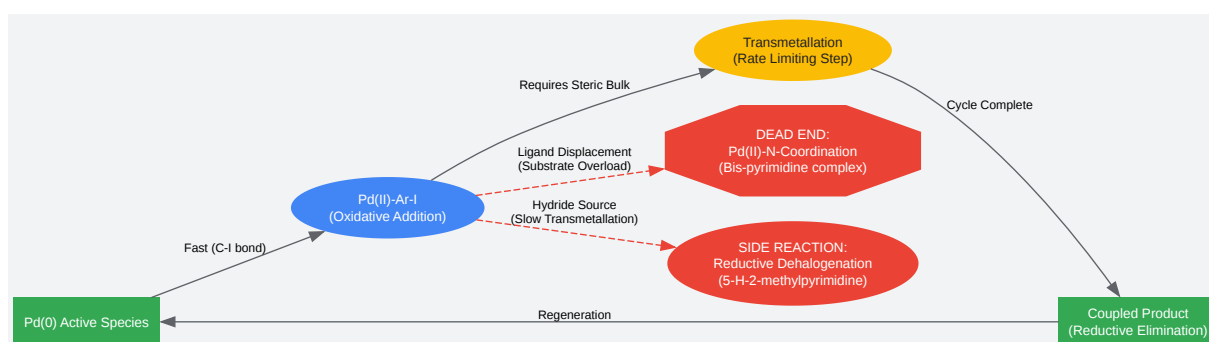 Transmetallation
(Rate Limiting Step)
Requires Steric Bulk
Cycle Complete
DEAD END:
Pd(II)-N-Coordination
(Bis-pyrimidine complex)
Ligand Displacement
(Substrate Overload)
Pd(II)-Ar-I
(Oxidative Addition)
Hydride Source
(Slow Transmetallation)
Fast (C-I bond)
SIDE REACTION:
Reductive Dehalogenation
(5-H-2-methylpyrimidine)
Pd(0) Active Species
Regeneration
Coupled Product
(Reductive Elimination)